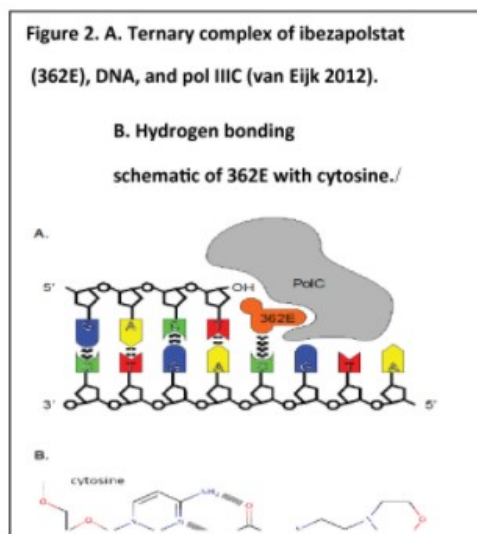 Figure 2. A. Ternary complex of ibezapolstat
(362E), DNA, and pol IIIC (van Eijk 2012).
B. Hydrogen bonding
schematic of 362E with cytosine./
A.
PolC
5' OH
362E
A
A A
3' 5'
B.
cytosine
NH₂ O
N N
O